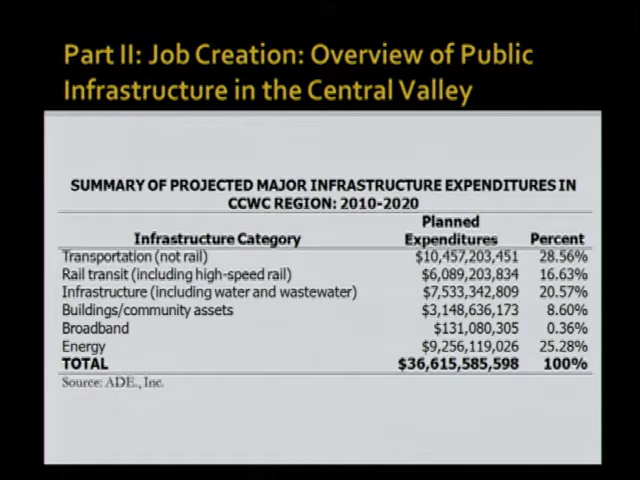 Part II: Job Creation: Overview of Public
Infrastructure in the Central Valley
SUMMARY OF PROJECTED MAJOR INFRASTRUCTURE EXPENDITURES IN
CCWC REGION: 2010-2020
Infrastructure Category Planned Expenditures Percent
Transportation (not rail) $10,457,203,451 28.56%
Rail transit (including high-speed rail) $6,089,203,834 16.63%
Infrastructure (including water and wastewater) $7,533,342,809 20.57%
Buildings/community assets $3,148,636,173 8.60%
Broadband $131,080,305 0.36%
Energy $9,256,119,026 25.28%
TOTAL $36,615,585,598 100%
Source: ADE., Inc.